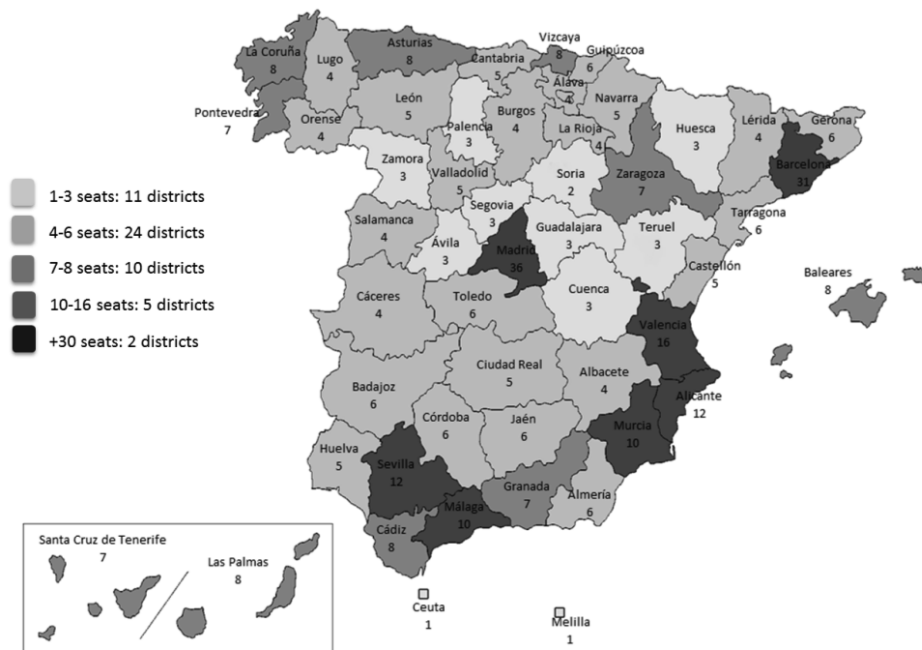 La Coruña
8
Lugo
4
Asturias
8
Cantabria
5
Vizcaya
8
Guipúzcoa
6
Álava
4
Navarra
5
Pontevedra
7
Orense
4
León
5
Palencia
3
Burgos
4
La Rioja
4
Huesca
3
Lérida
4
Gerona
6
Barcelona
31
Zamora
3
Valladolid
5
Soria
2
Zaragoza
7
Tarragona
6
Segovia
3
Salamanca
4
Ávila
3
Madrid
36
Guadalajara
3
Teruel
3
Castellón
5
Baleares
8
Cáceres
4
Toledo
6
Cuenca
3
Valencia
16
Badajoz
6
Ciudad Real
5
Albacete
4
Alicante
12
Córdoba
6
Jaén
6
Murcia
10
Huelva
5
Sevilla
12
Granada
7
Almería
6
Málaga
10
Cádiz
8
Ceuta
1
Melilla
1
1-3 seats: 11 districts
4-6 seats: 24 districts
7-8 seats: 10 districts
10-16 seats: 5 districts
+30 seats: 2 districts
Santa Cruz de Tenerife
7
Las Palmas
8